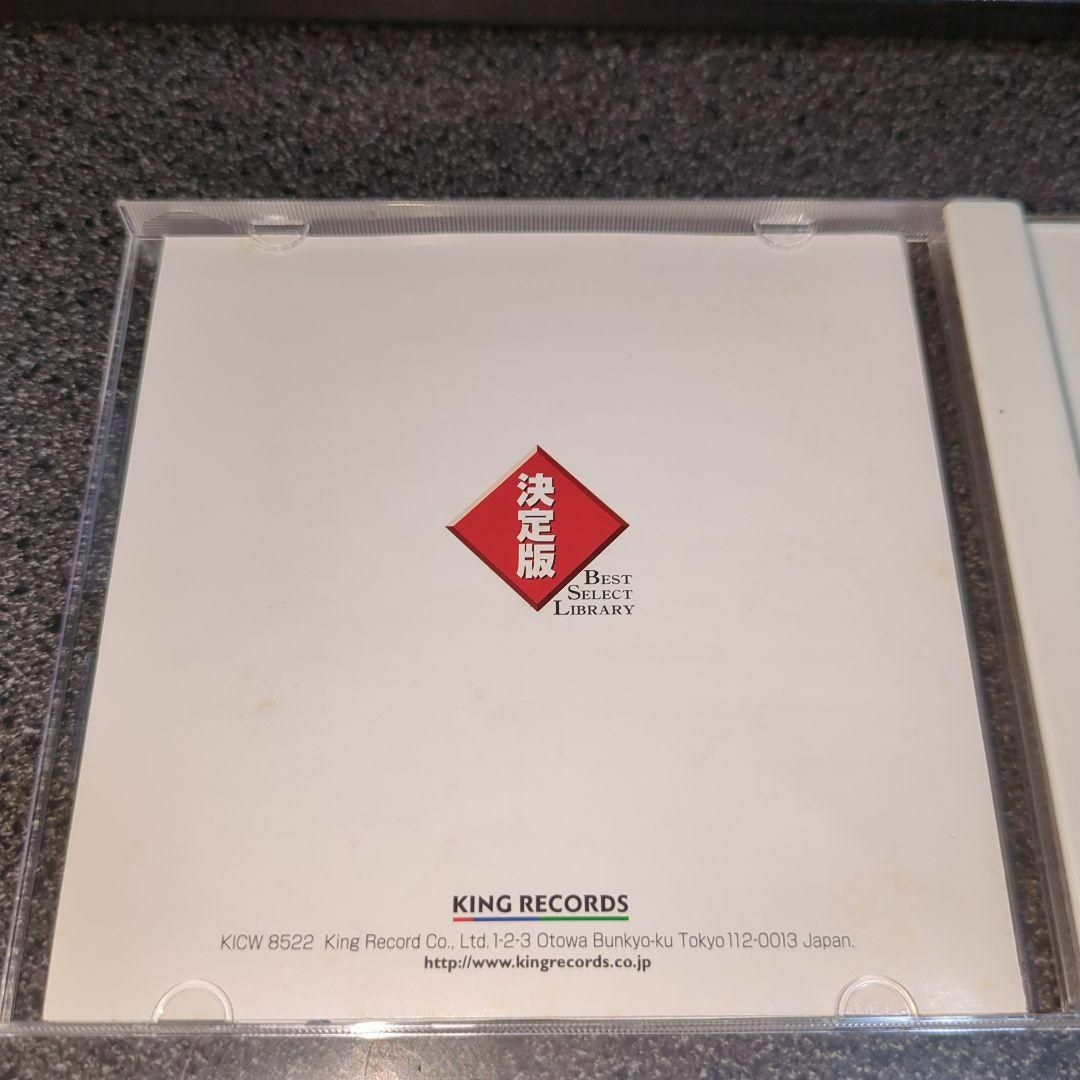 決定版
BEST
SELECT
LIBRARY
KING RECORDS
KICW 8522 King Record Co., Ltd. 1-2-3 Otowa Bunkyo-ku Tokyo 112-0013 Japan.
http://www.kingrecords.co.jp